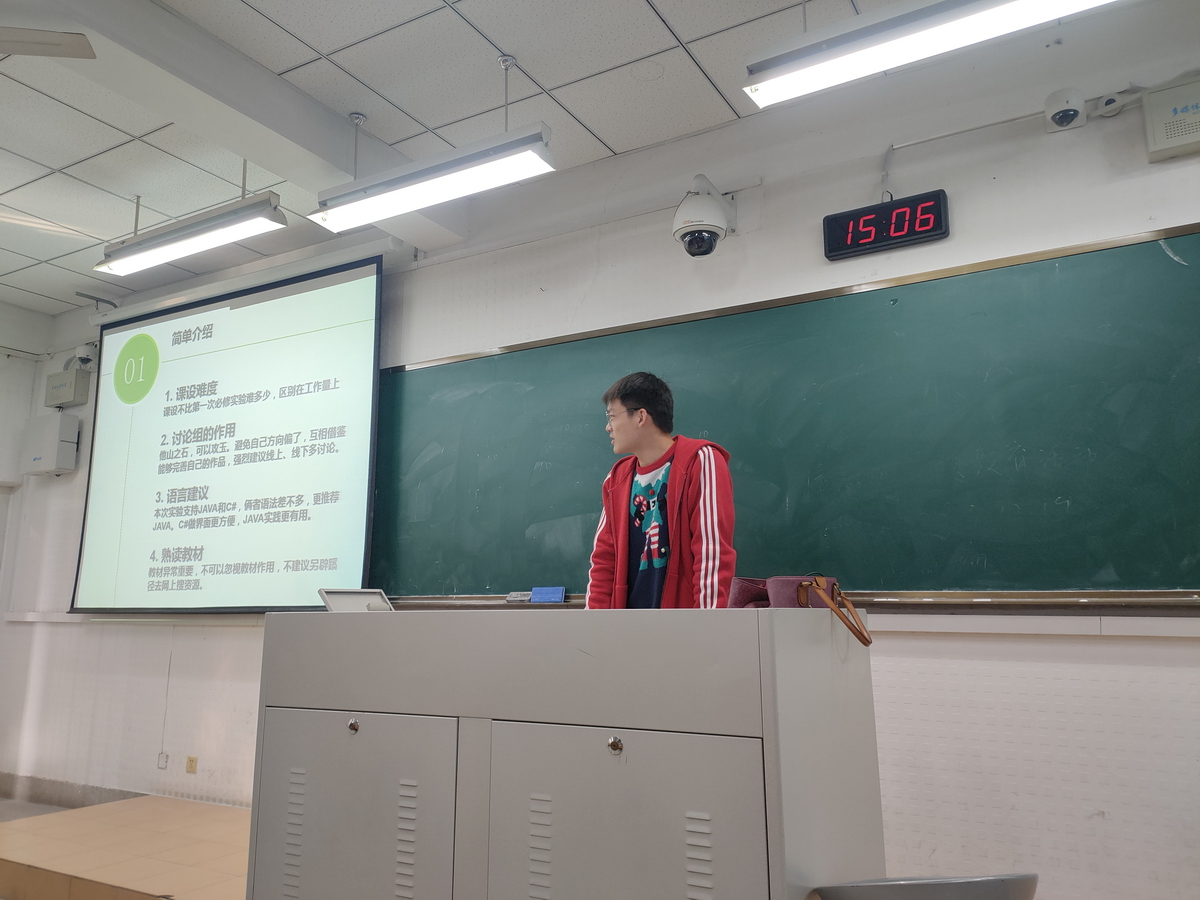 15:06
01
简单介绍
1. 课设难度
课设不比第一次必修实验难多少，区别在工作量上
2. 讨论组的作用
他山之石，可以攻玉。避免自己方向偏了，互相借鉴
能够完善自己的作品，强烈建议线上、线下多讨论。
3. 语言建议
本次实验支持JAVA和C#，俩者语法差不多，更推荐
JAVA。C#做界面更方便，JAVA实践更有用。
4. 熟读教材
教材异常重要，不可以忽视教材作用，不建议另辟蹊
径去网上搜资源。